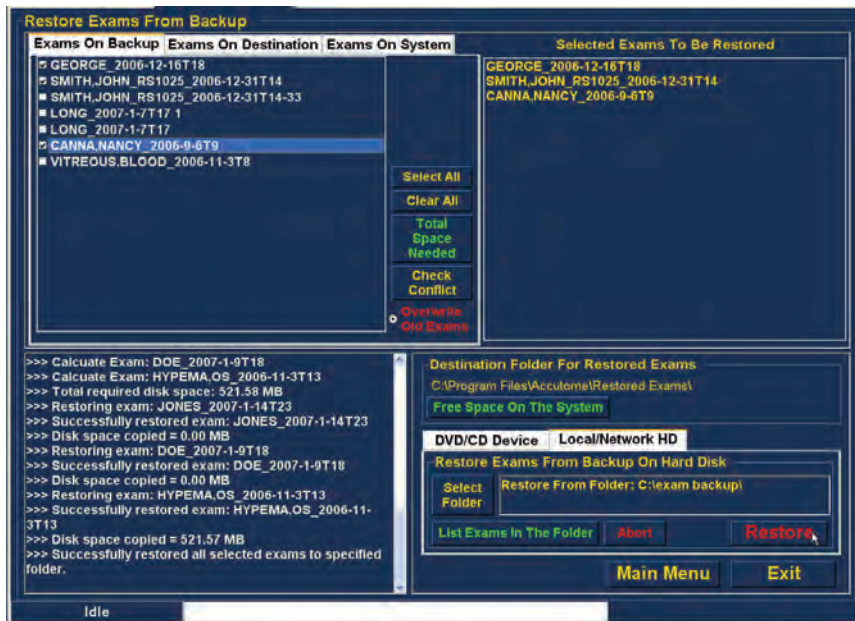 Restore Exams From Backup
Exams On Backup Exams On Destination Exams On System
GEORGE_2006-12-16T18
SMITH,JOHN_RS1025_2006-12-31T14
SMITH,JOHN_RS1025_2006-12-31T14-33
LONG_2007-1-7T17 1
LONG_2007-1-7T17
CANNA,NANCY_2006-9-6T9
VITREOUS,BLOOD_2006-11-3T8
Select All
Clear All
Total
Space
Needed
Check
Conflict
Overwrite
Old Exams
Selected Exams To Be Restored
GEORGE_2006-12-16T18
SMITH,JOHN_RS1025_2006-12-31T14
CANNA,NANCY_2006-9-6T9
>>> Calcuate Exam: DOE_2007-1-9T18
>>> Calcuate Exam: HYPEMA,OS_2006-11-3T13
>>> Total required disk space: 521.58 MB
>>> Restoring exam: JONES_2007-1-14T23
>>> Successfully restored exam: JONES_2007-1-14T23
>>> Disk space copied = 0.00 MB
>>> Restoring exam: DOE_2007-1-9T18
>>> Successfully restored exam: DOE_2007-1-9T18
>>> Disk space copied = 0.00 MB
>>> Restoring exam: HYPEMA,OS_2006-11-3T13
>>> Successfully restored exam: HYPEMA,OS_2006-11-
3T13
>>> Disk space copied = 521.57 MB
>>> Successfully restored all selected exams to specified
folder.
Destination Folder For Restored Exams
C:\Program Files\Accutome\Restored Exams\
Free Space On The System
DVD/CD Device Local/Network HD
Restore Exams From Backup On Hard Disk
Select
Folder
Restore From Folder: C:\exam backup\
List Exams In The Folder Abort Restore
Main Menu Exit
Idle